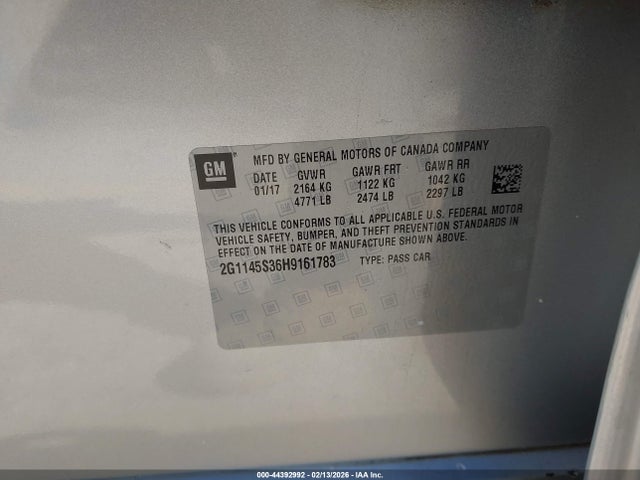 GM
MFD BY GENERAL MOTORS OF CANADA COMPANY
DATE GVWR GAWR FRT GAWR RR
01/17 2164 KG 1122 KG 1042 KG
4771 LB 2474 LB 2297 LB
THIS VEHICLE CONFORMS TO ALL APPLICABLE U.S. FEDERAL MOTOR
VEHICLE SAFETY, BUMPER, AND THEFT PREVENTION STANDARDS IN
EFFECT ON THE DATE OF MANUFACTURE SHOWN ABOVE.
2G1145S36H9161783 TYPE: PASS CAR
000-44392992 - 02/13/2026 - IAA Inc.